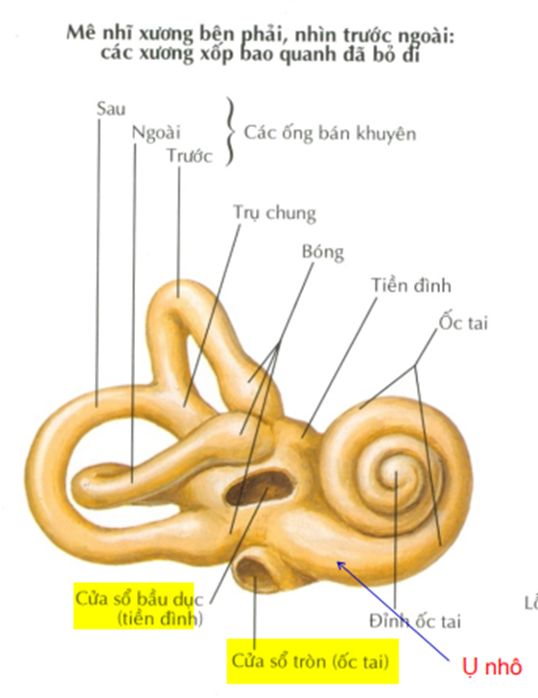 Mê nhĩ xương bên phải, nhìn trước ngoài:
các xương xốp bao quanh đã bỏ đi
Sau
Ngoài
Trước
Các ống bán khuyên
Trụ chung
Bóng
Tiền đình
Ốc tai
Cửa sổ bầu dục
(tiền đình)
Đỉnh ốc tai
Cửa sổ tròn (ốc tai)
Ụ nhô